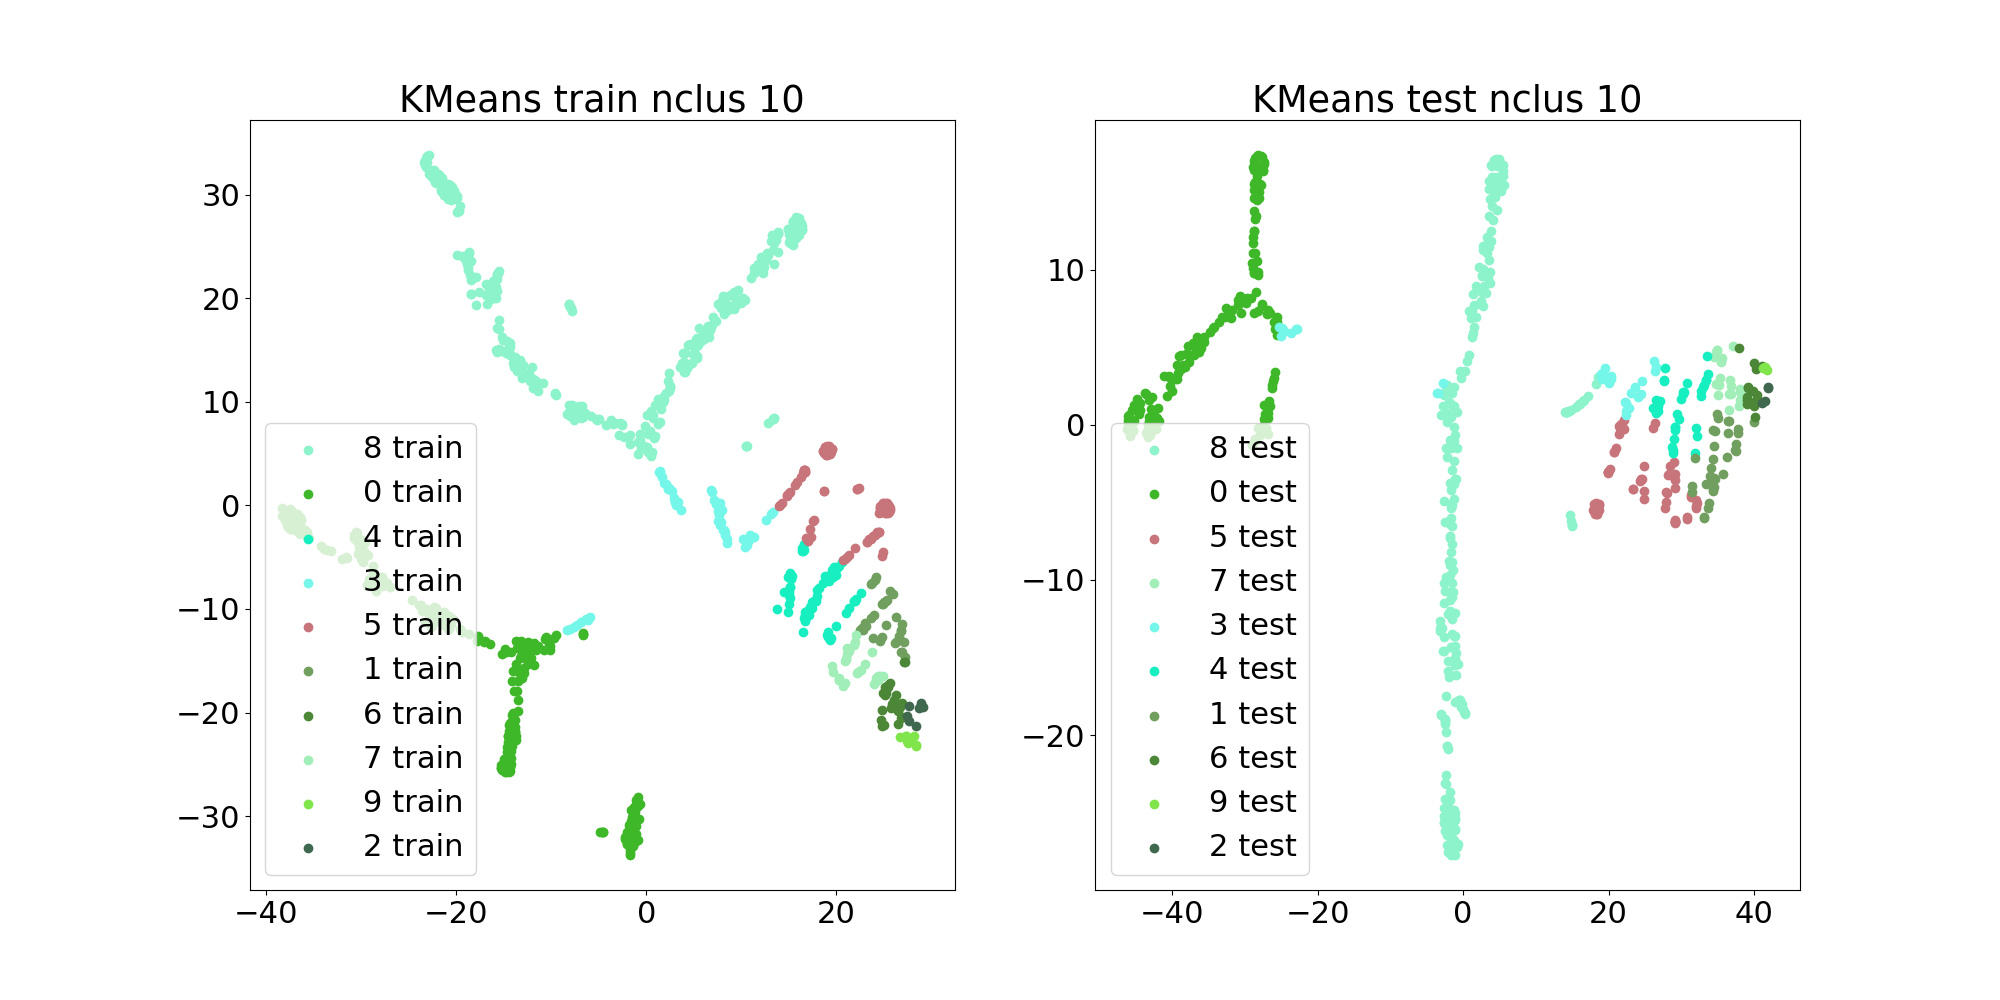 KMeans train nclus 10
30
20
10
0
−10
−20
−30
−40
−20
0
20
8 train
0 train
4 train
3 train
5 train
1 train
6 train
7 train
9 train
2 train
KMeans test nclus 10
10
0
−10
−20
−40
−20
0
20
40
8 test
0 test
5 test
7 test
3 test
4 test
1 test
6 test
9 test
2 test